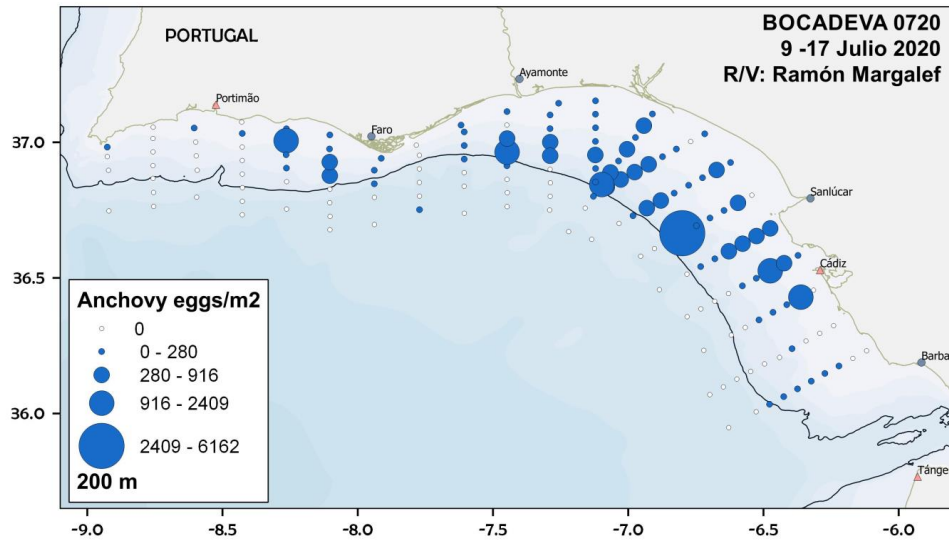 BOCADEVA 0720
9 -17 Julio 2020
R/V: Ramón Margalef
PORTUGAL
Ayamonte
Portimão
Faro
Sanlúcar
Cádiz
Barba
Tánge
37.0
36.5
36.0
Anchovy eggs/m2
0
0 - 280
280 - 916
916 - 2409
2409 - 6162
200 m
-9.0 -8.5 -8.0 -7.5 -7.0 -6.5 -6.0